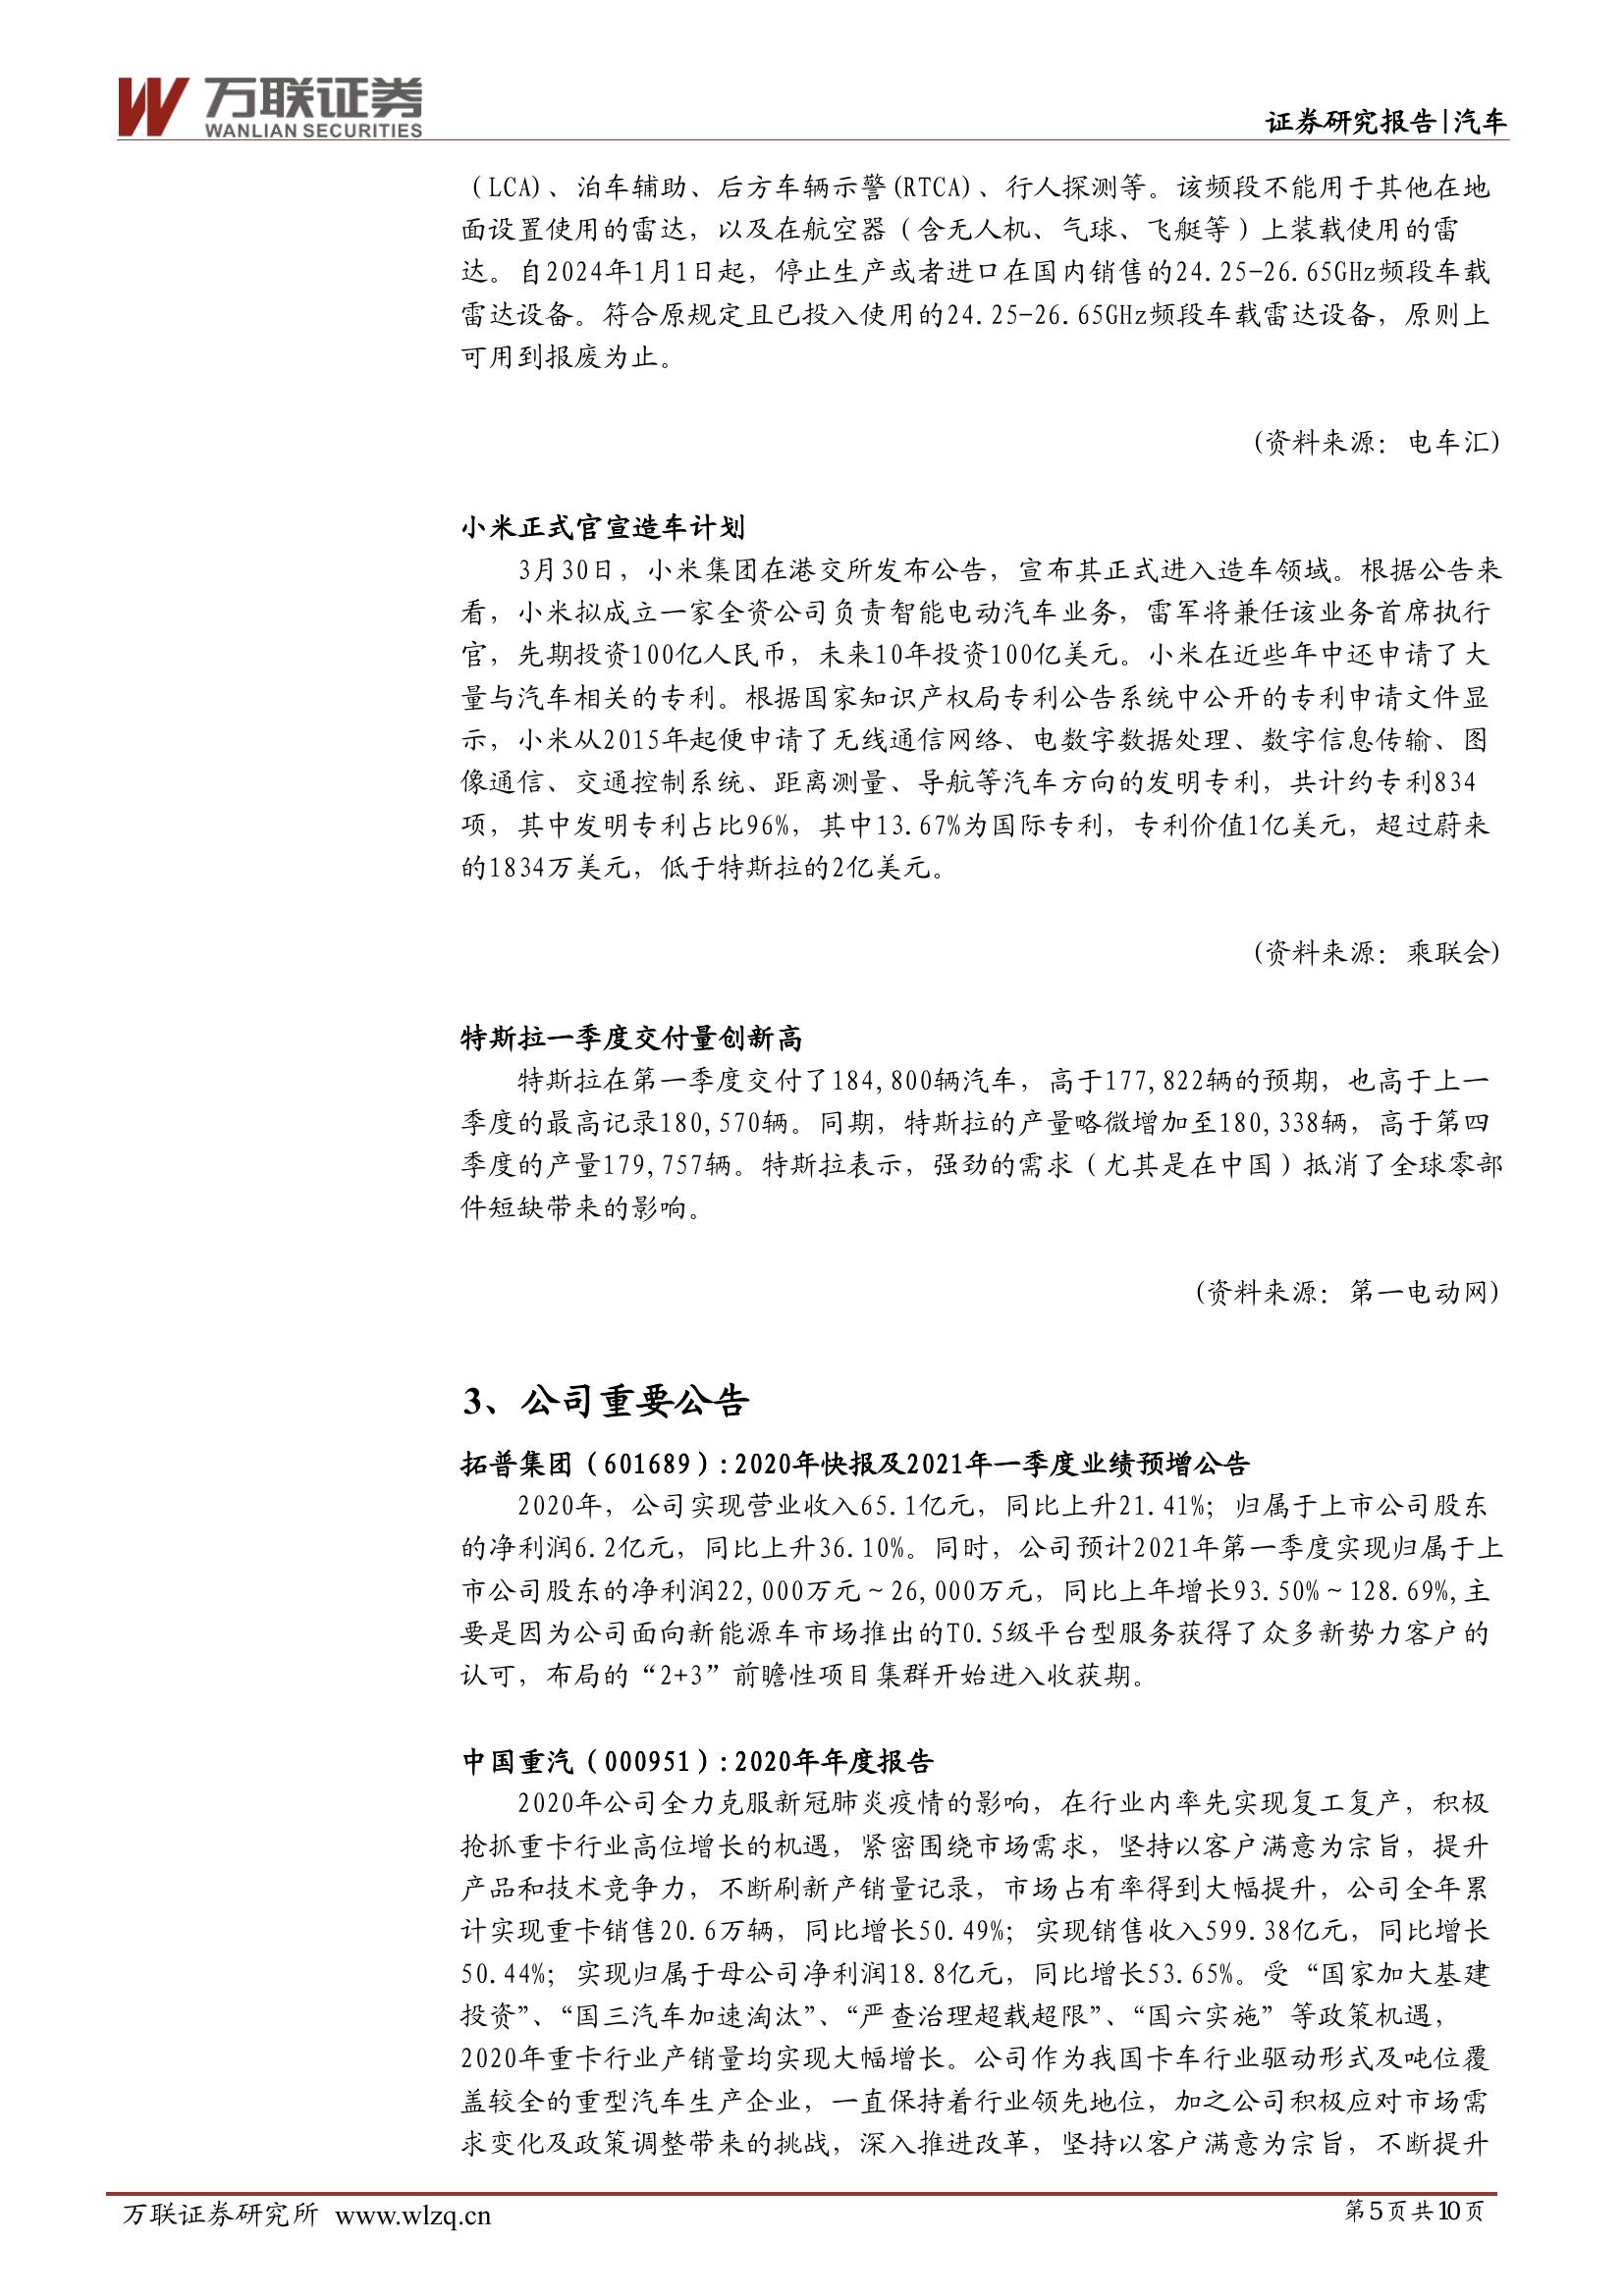 万联证券
WANLIAN SECURITIES
证券研究报告|汽车
（LCA)、泊车辅助、后方车辆示警(RTCA)、行人探测等。该频段不能用于其他在地
面设置使用的雷达，以及在航空器（含无人机、气球、飞艇等）上装载使用的雷
达。自2024年1月1日起，停止生产或者进口在国内销售的24.25-26.65GHz频段车载
雷达设备。符合原规定且已投入使用的24.25-26.65GHz频段车载雷达设备，原则上
可用到报废为止。
(资料来源：电车汇)
小米正式官宣造车计划
3月30日，小米集团在港交所发布公告，宣布其正式进入造车领域。根据公告来
看，小米拟成立一家全资公司负责智能电动汽车业务，雷军将兼任该业务首席执行
官，先期投资100亿人民币，未来10年投资100亿美元。小米在近些年中还申请了大
量与汽车相关的专利。根据国家知识产权局专利公告系统中公开的专利申请文件显
示，小米从2015年起便申请了无线通信网络、电数字数据处理、数字信息传输、图
像通信、交通控制系统、距离测量、导航等汽车方向的发明专利，共计约专利834
项，其中发明专利占比96%，其中13.67%为国际专利，专利价值1亿美元，超过蔚来
的1834万美元，低于特斯拉的2亿美元。
(资料来源：乘联会)
特斯拉一季度交付量创新高
特斯拉在第一季度交付了184,800辆汽车，高于177,822辆的预期，也高于上一
季度的最高记录180,570辆。同期，特斯拉的产量略微增加至180,338辆，高于第四
季度的产量179,757辆。特斯拉表示，强劲的需求（尤其是在中国）抵消了全球零部
件短缺带来的影响。
(资料来源：第一电动网)
3、公司重要公告
拓普集团（601689）:2020年快报及2021年一季度业绩预增公告
2020年，公司实现营业收入65.1亿元，同比上升21.41%；归属于上市公司股东
的净利润6.2亿元，同比上升36.10%。同时，公司预计2021年第一季度实现归属于上
市公司股东的净利润22,000万元～26,000万元，同比上年增长93.50%～128.69%,主
要是因为公司面向新能源车市场推出的T0.5级平台型服务获得了众多新势力客户的
认可，布局的“2+3”前瞻性项目集群开始进入收获期。
中国重汽（000951）:2020年年度报告
2020年公司全力克服新冠肺炎疫情的影响，在行业内率先实现复工复产，积极
抢抓重卡行业高位增长的机遇，紧密围绕市场需求，坚持以客户满意为宗旨，提升
产品和技术竞争力，不断刷新产销量记录，市场占有率得到大幅提升，公司全年累
计实现重卡销售20.6万辆，同比增长50.49%；实现销售收入599.38亿元，同比增长
50.44%；实现归属于母公司净利润18.8亿元，同比增长53.65%。受“国家加大基建
投资”、“国三汽车加速淘汰”、“严查治理超载超限”、“国六实施”等政策机遇，
2020年重卡行业产销量均实现大幅增长。公司作为我国卡车行业驱动形式及吨位覆
盖较全的重型汽车生产企业，一直保持着行业领先地位，加之公司积极应对市场需
求变化及政策调整带来的挑战，深入推进改革，坚持以客户满意为宗旨，不断提升
万联证券研究所 www.wlzq.cn
第5页共10页